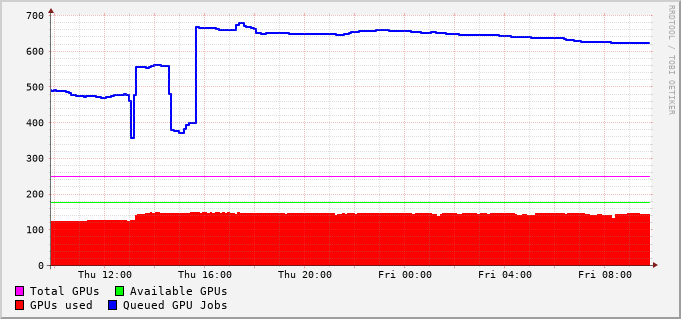 700
600
500
400
300
200
100
0
Thu 12:00 Thu 16:00 Thu 20:00 Fri 00:00 Fri 04:00 Fri 08:00
Total GPUs Available GPUs
GPUs used Queued GPU Jobs
RRDTOOL / TOBI OETIKER